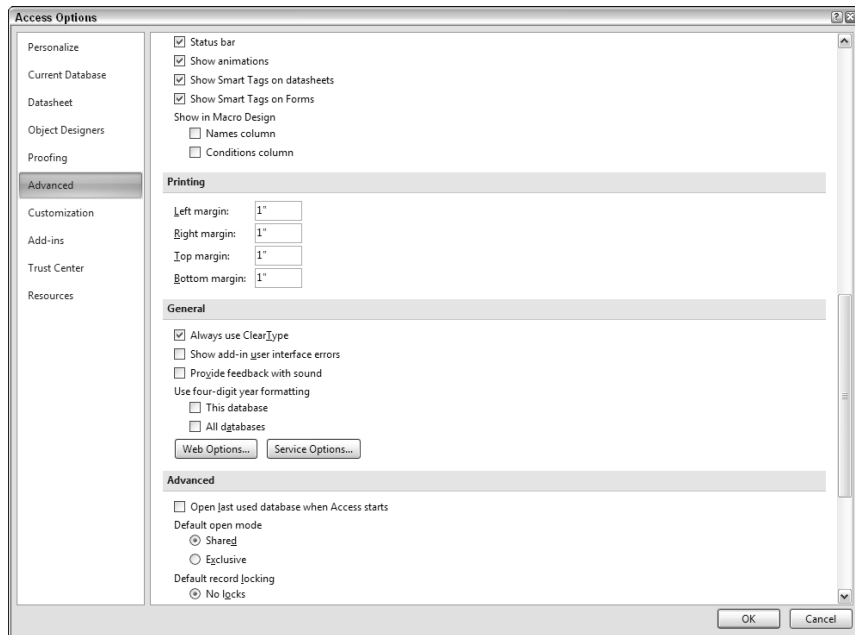 Access Options
Personalize
Current Database
Datasheet
Object Designers
Proofing
Advanced
Customization
Add-ins
Trust Center
Resources
Status bar
Show animations
Show Smart Tags on datasheets
Show Smart Tags on Forms
Show in Macro Design
Names column
Conditions column
Printing
Left margin: 1"
Right margin: 1"
Top margin: 1"
Bottom margin: 1"
General
Always use ClearType
Show add-in user interface errors
Provide feedback with sound
Use four-digit year formatting
This database
All databases
Web Options... Service Options...
Advanced
Open last used database when Access starts
Default open mode
Shared
Exclusive
Default record locking
No locks
OK Cancel